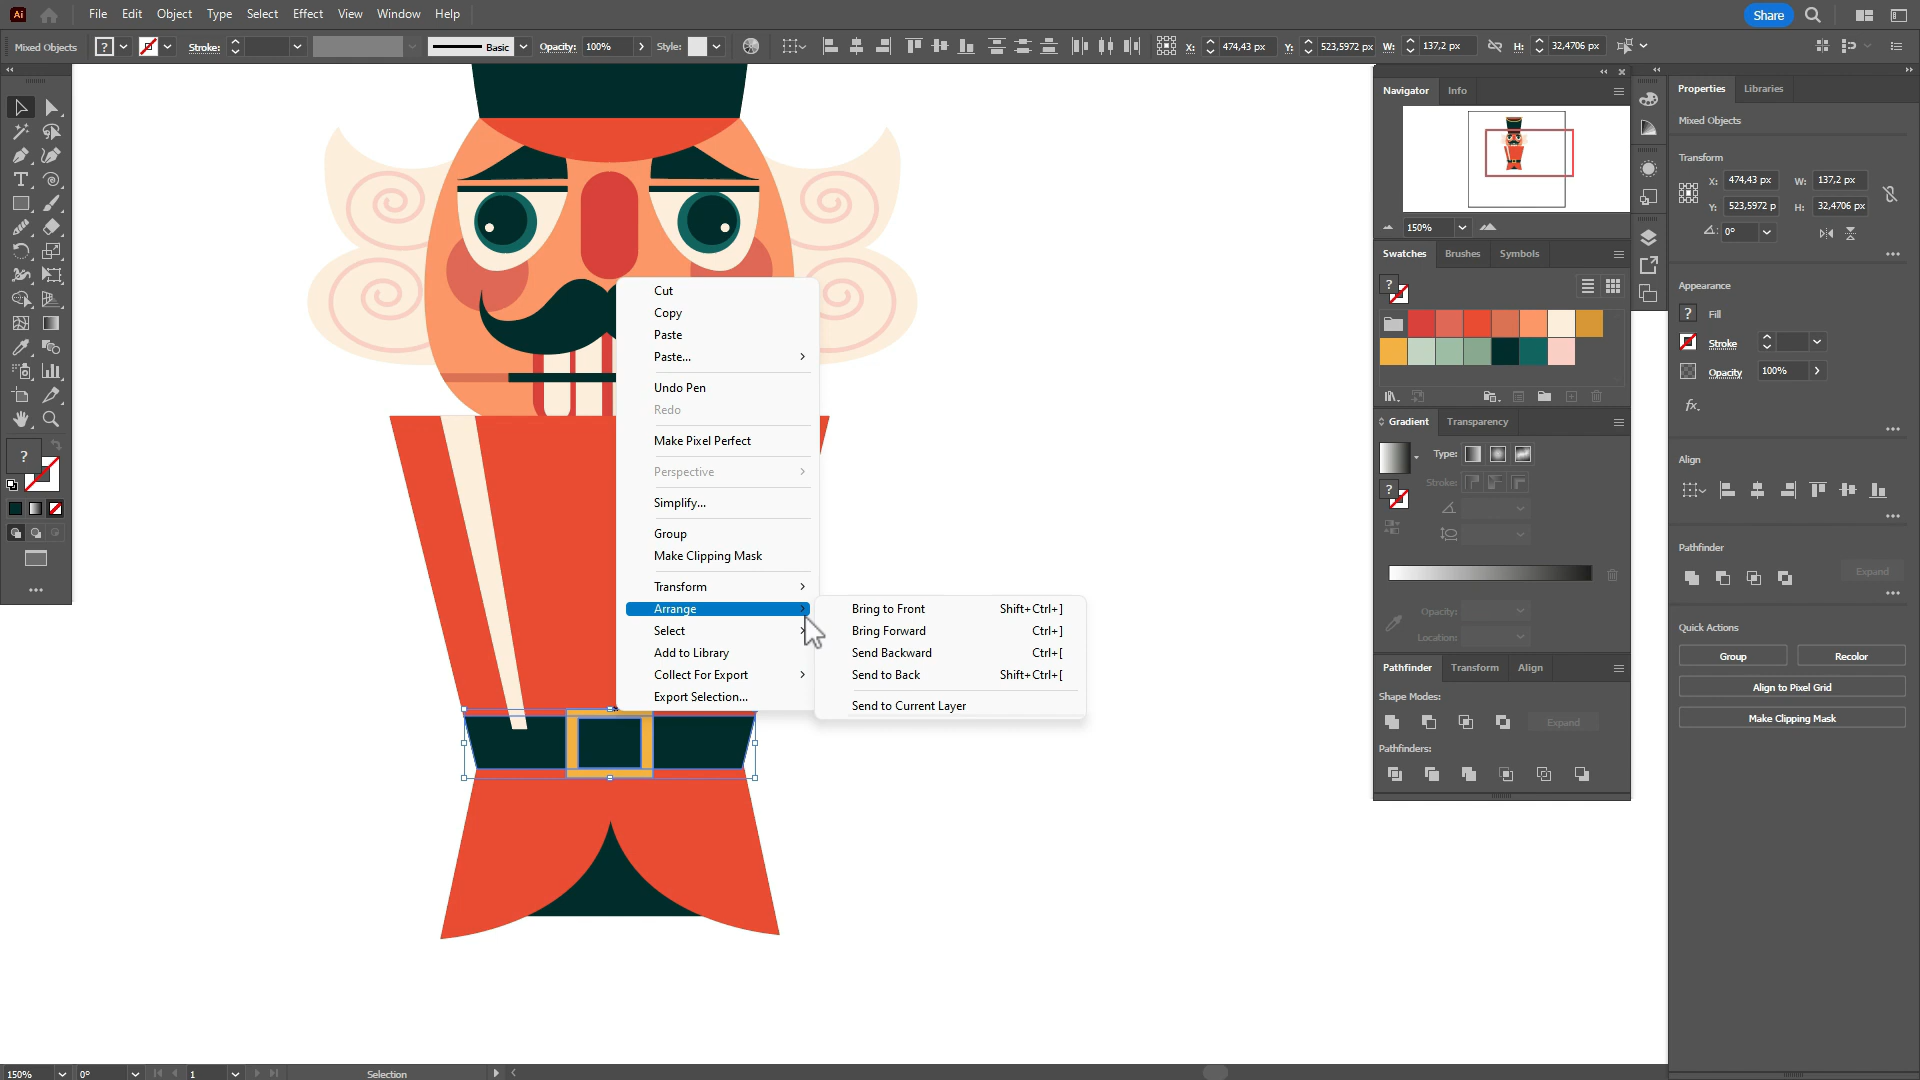 Ai File Edit Object Type Select Effect View Window Help Share
Mixed Objects ? Stroke: Basic Opacity: 100% Style: X: 474,43 px Y: 523,5972 px W: 137,2 px H: 32,4706 px
Navigator Info
150%
Swatches Brushes Symbols
?
Gradient Transparency
Type:
Stroke:
?
Opacity:
Location:
Pathfinder Transform Align
Shape Modes:
Expand
Pathfinders:
Properties Libraries
Mixed Objects
Transform
X: 474,43 px W: 137,2 px
Y: 523,5972 p H: 32,4706 px
0°
Appearance
? Fill
Stroke
Opacity 100%
fx.
Align
Pathfinder
Expand
Quick Actions
Group Recolor
Align to Pixel Grid
Make Clipping Mask
Cut
Copy
Paste
Paste...
Undo Pen
Redo
Make Pixel Perfect
Perspective
Simplify...
Group
Make Clipping Mask
Transform
Arrange
Select
Add to Library
Collect For Export
Export Selection...
Bring to Front Shift+Ctrl+]
Bring Forward Ctrl+]
Send Backward Ctrl+[
Send to Back Shift+Ctrl+[
Send to Current Layer
?
150% 0° 1 Selection